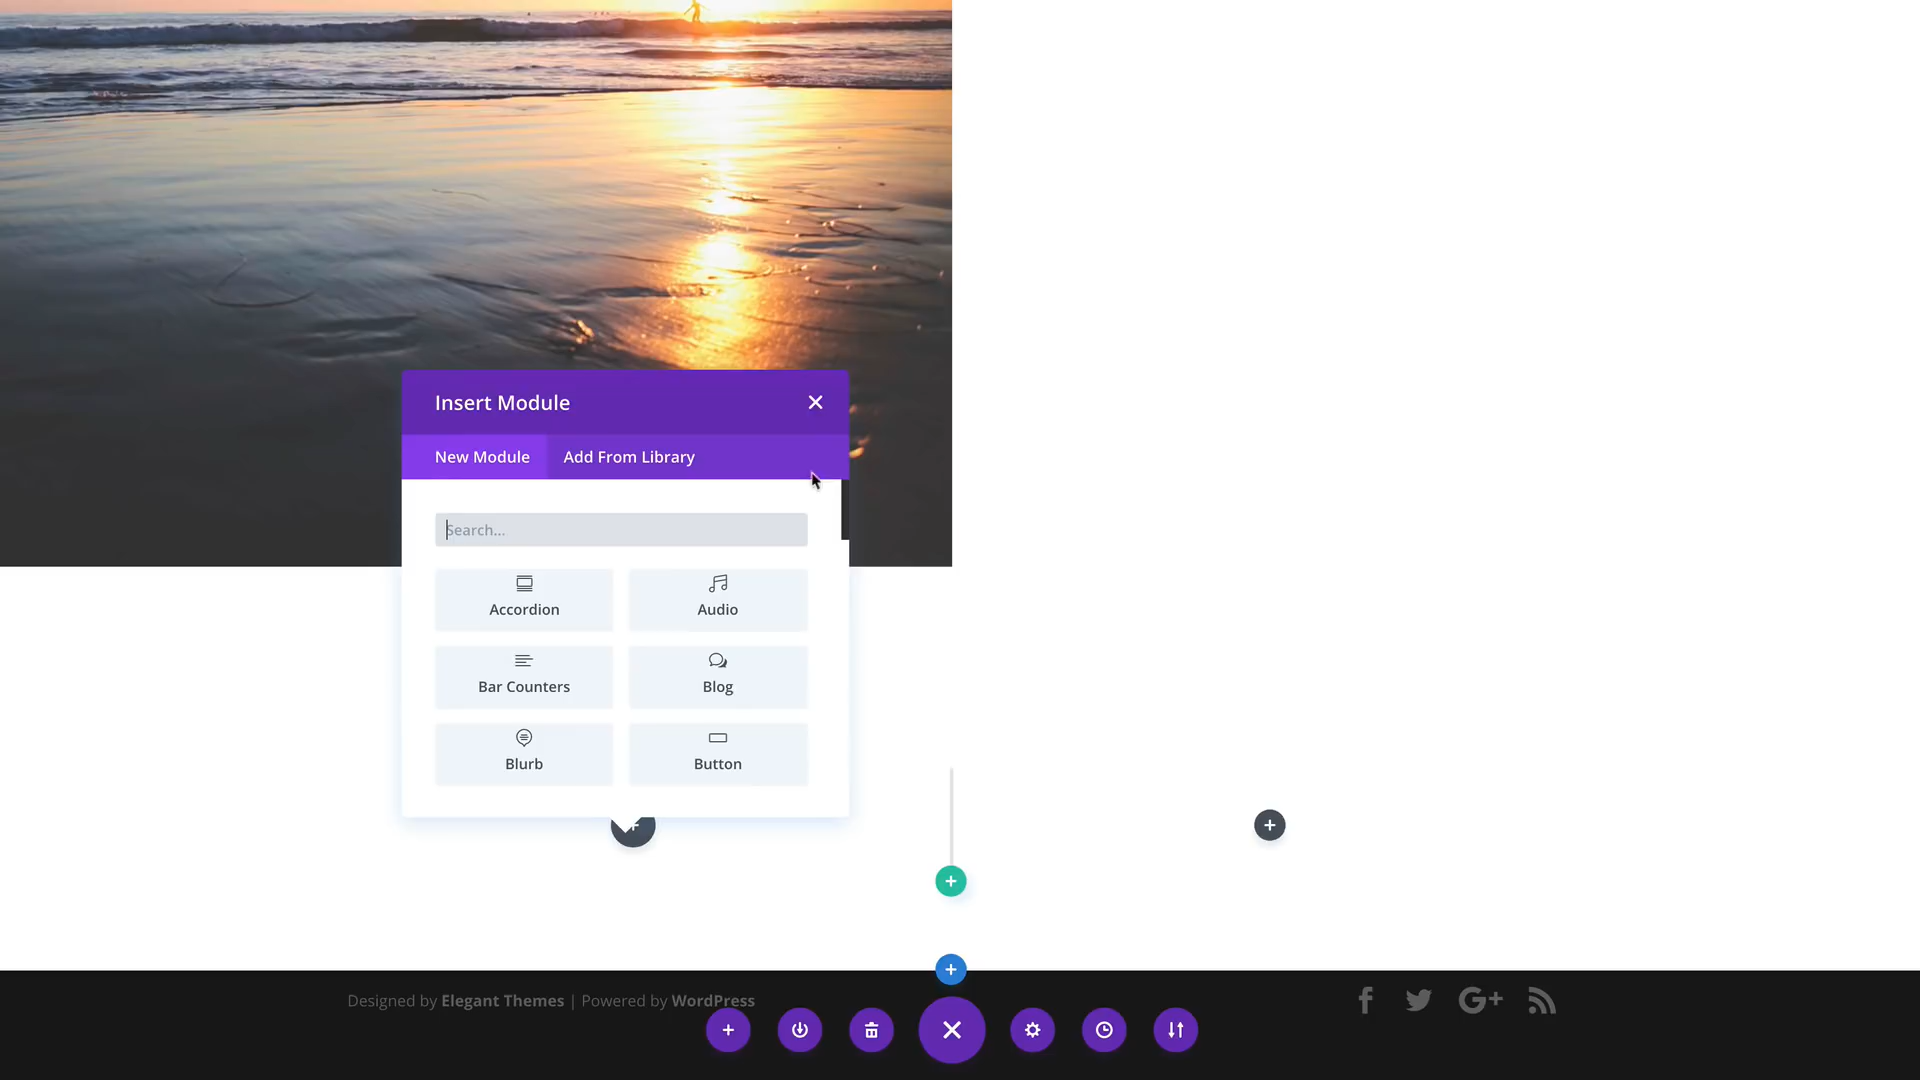 Insert Module
New Module
Add From Library
Search...
Accordion
Audio
Bar Counters
Blog
Blurb
Button
Designed by Elegant Themes | Powered by WordPress